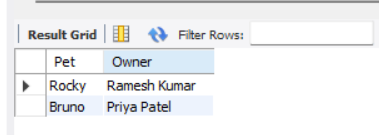 Result Grid Filter Rows:
Pet Owner
Rocky Ramesh Kumar
Bruno Priya Patel